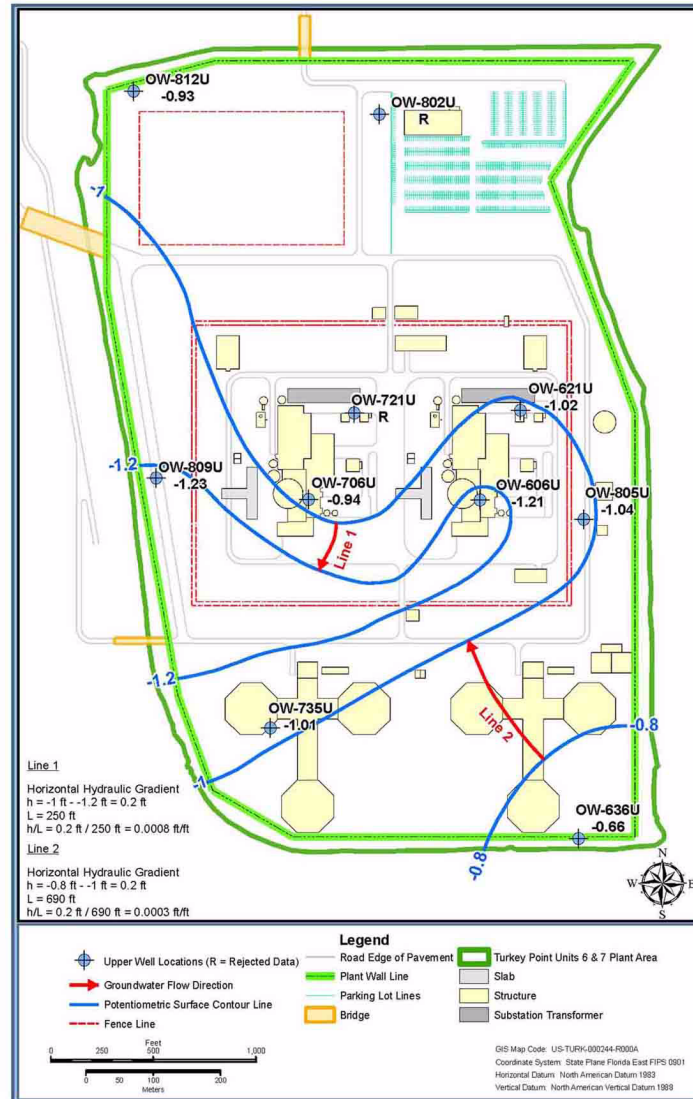 OW-812U
-0.93
OW-802U
R
-1
OW-721U
R
OW-621U
-1.02
-1.2
OW-809U
-1.23
OW-706U
-0.94
OW-606U
-1.21
OW-805U
-1.04
Line 1
-1.2
OW-735U
-1.01
Line 2
-0.8
-1
OW-636U
-0.66
-0.8
Line 1
Horizontal Hydraulic Gradient
h = -1 ft - -1.2 ft = 0.2 ft
L = 250 ft
h/L = 0.2 ft / 250 ft = 0.0008 ft/ft
Line 2
Horizontal Hydraulic Gradient
h = -0.8 ft - -1 ft = 0.2 ft
L = 690 ft
h/L = 0.2 ft / 690 ft = 0.0003 ft/ft
N
W E
S
Legend
Upper Well Locations (R = Rejected Data)
Groundwater Flow Direction
Potentiometric Surface Contour Line
Fence Line
Road Edge of Pavement
Plant Wall Line
Parking Lot Lines
Bridge
Turkey Point Units 6 & 7 Plant Area
Slab
Structure
Substation Transformer
Feet
0 250 500 1,000
0 50 100 200
Meters
GIS Map Code: US-TURK-000244-R000A
Coordinate System: State Plane Florida East FIPS 0901
Horizontal Datum: North American Datum 1983
Vertical Datum: North American Vertical Datum 1988